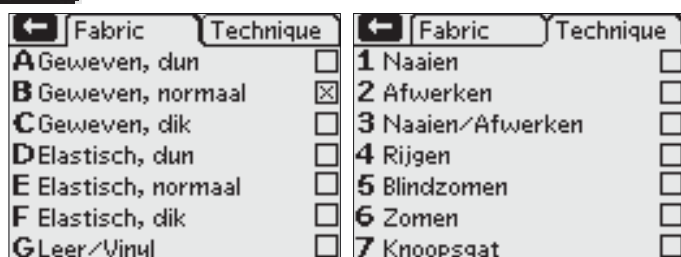 Fabric Technique
A Geweven, dun
B Geweven, normaal
C Geweven, dik
D Elastisch, dun
E Elastisch, normaal
F Elastisch, dik
G Leer/Vinyl
Fabric Technique
1 Naaien
2 Afwerken
3 Naaien/Afwerken
4 Rijgen
5 Blindzomen
6 Zomen
7 Knoopsgat